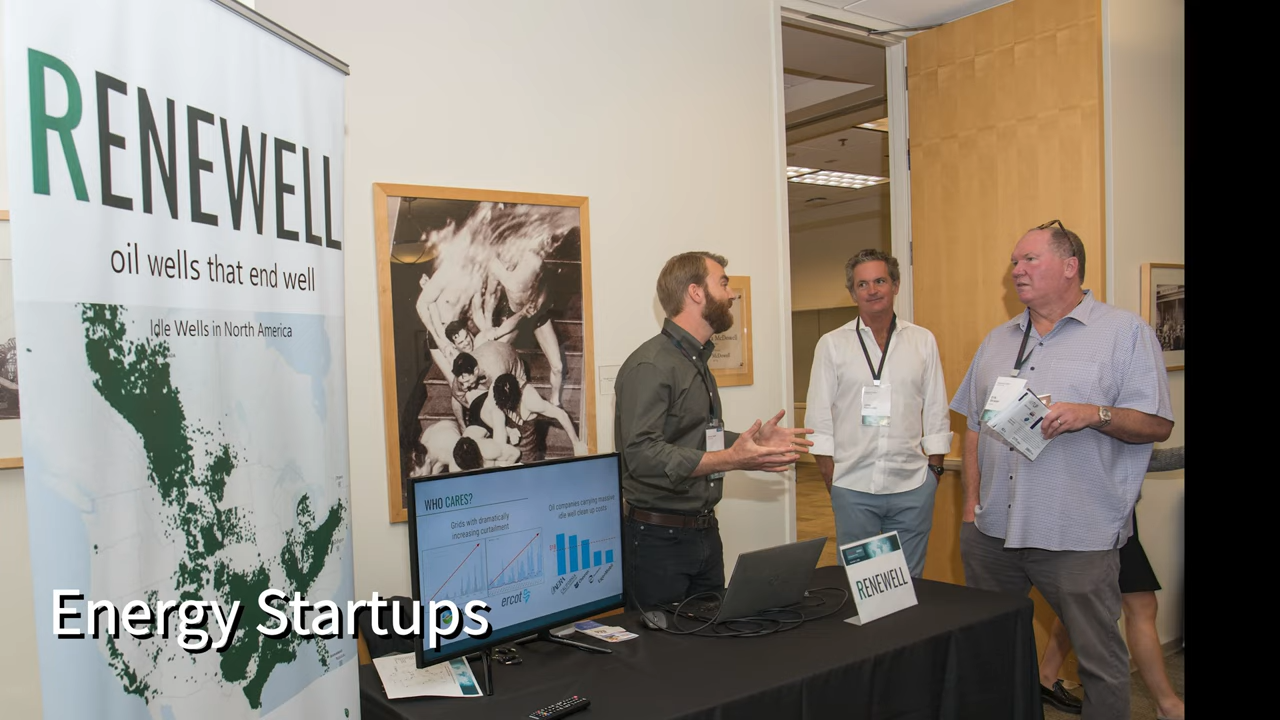 RENEWELL
oil wells that end well
Idle Wells in North America
WHO CARES?
Grids with dramatically
increasing curtailment
Oil companies carrying massive
idle well clean up costs
ercot
RENEWELL
Energy Startups